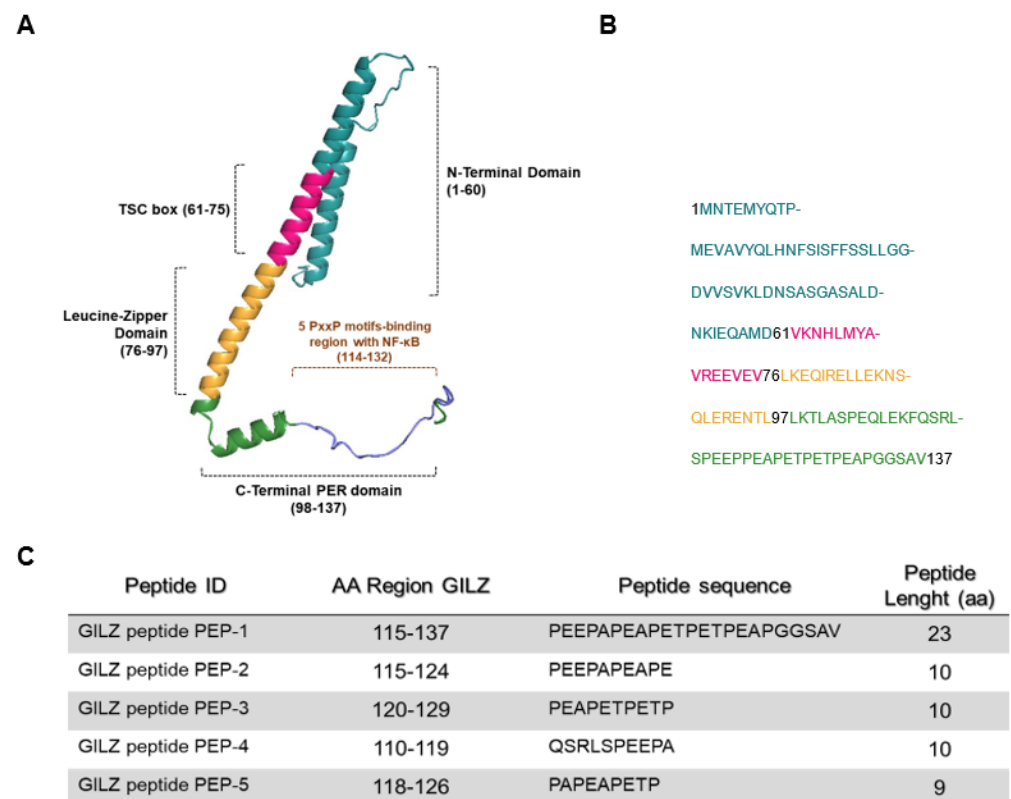 A
B
N-Terminal Domain
(1-60)
TSC box (61-75)
Leucine-Zipper
Domain
(76-97)
5 PxxP motifs-binding
region with NF-κB
(114-132)
C-Terminal PER domain
(98-137)
1MNTEMYQTP-
MEVAVYQLHNFSISFFSSLLGG-
DVVSVKLDNSASGASALD-
NKIEQAMD61VKNHLMYA-
VREEVEV76LKEQIRELLEKNS-
QLERENTL97LKTLASPEQLEKFQSRL-
SPEEPPEAPETPETPEAPGGSAV137
C
Peptide ID AA Region GILZ Peptide sequence Peptide
Lenght (aa)
GILZ peptide PEP-1 115-137 PEEPAPEAPETPETPEAPGGSAV 23
GILZ peptide PEP-2 115-124 PEEPAPEAPE 10
GILZ peptide PEP-3 120-129 PEAPETPETP 10
GILZ peptide PEP-4 110-119 QSRLSPEEPA 10
GILZ peptide PEP-5 118-126 PAPEAPETP 9